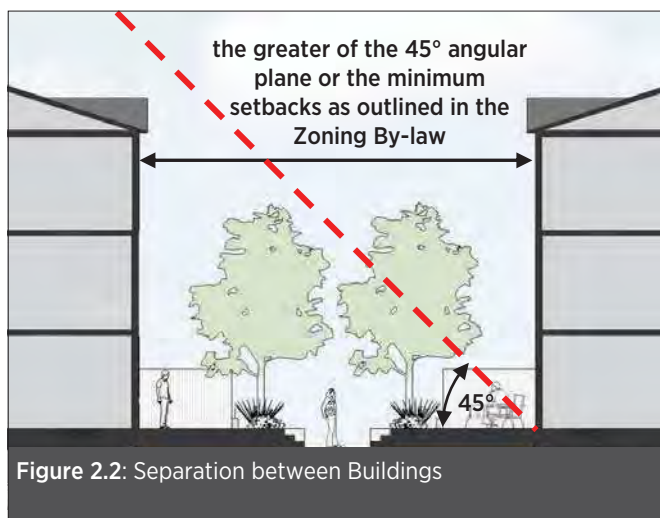 the greater of the 45° angular
plane or the minimum
setbacks as outlined in the
Zoning By-law
45°
Figure 2.2: Separation between Buildings